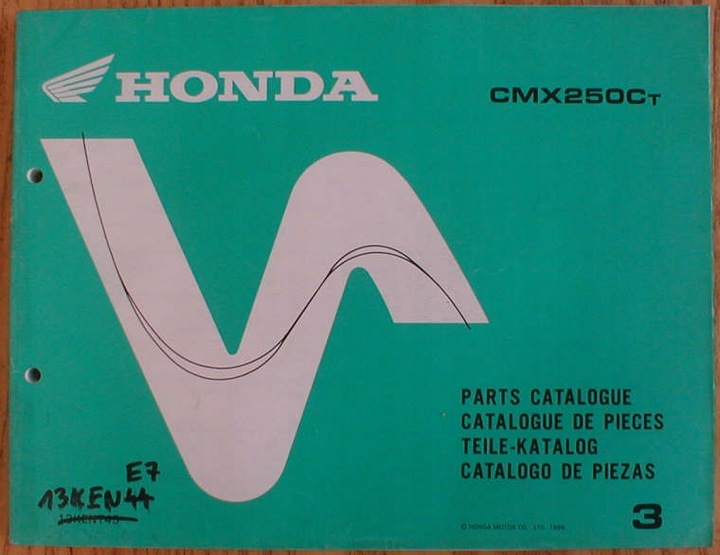 HONDA
CMX250CT
PARTS CATALOGUE
CATALOGUE DE PIECES
TEILE-KATALOG
CATALOGO DE PIEZAS
E7
13KEN44
© HONDA MOTOR CO. LTD.
3